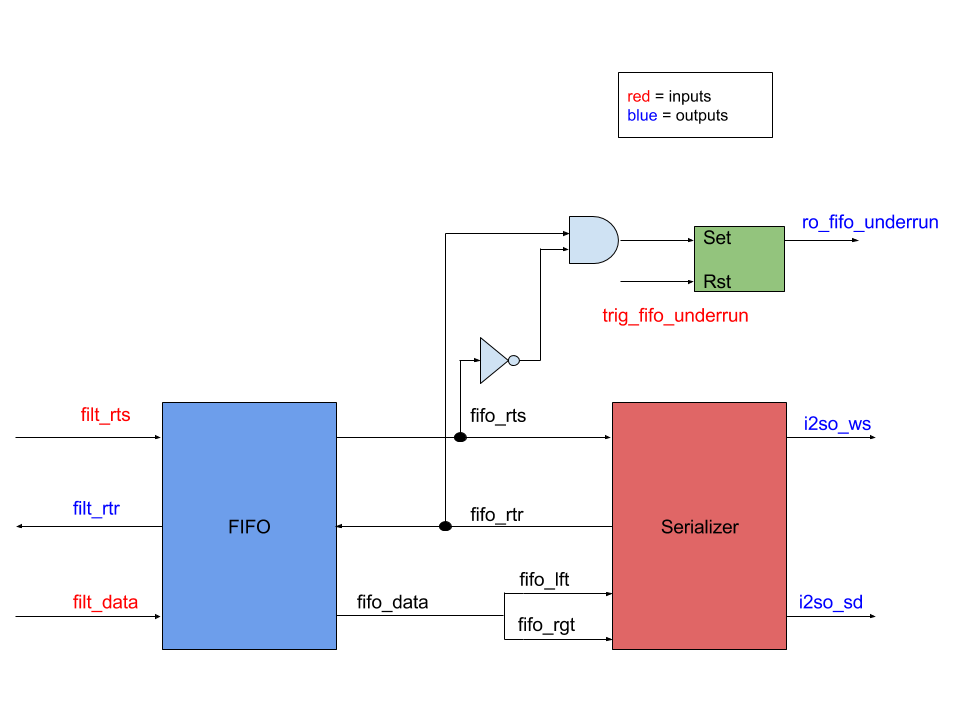 red = inputs
blue = outputs
ro_fifo_underrun
Set
Rst
trig_fifo_underrun
filt_rts
fifo_rts
i2so_ws
filt_rtr
fifo_rtr
FIFO
Serializer
fifo_lft
filt_data
fifo_data
i2so_sd
fifo_rgt